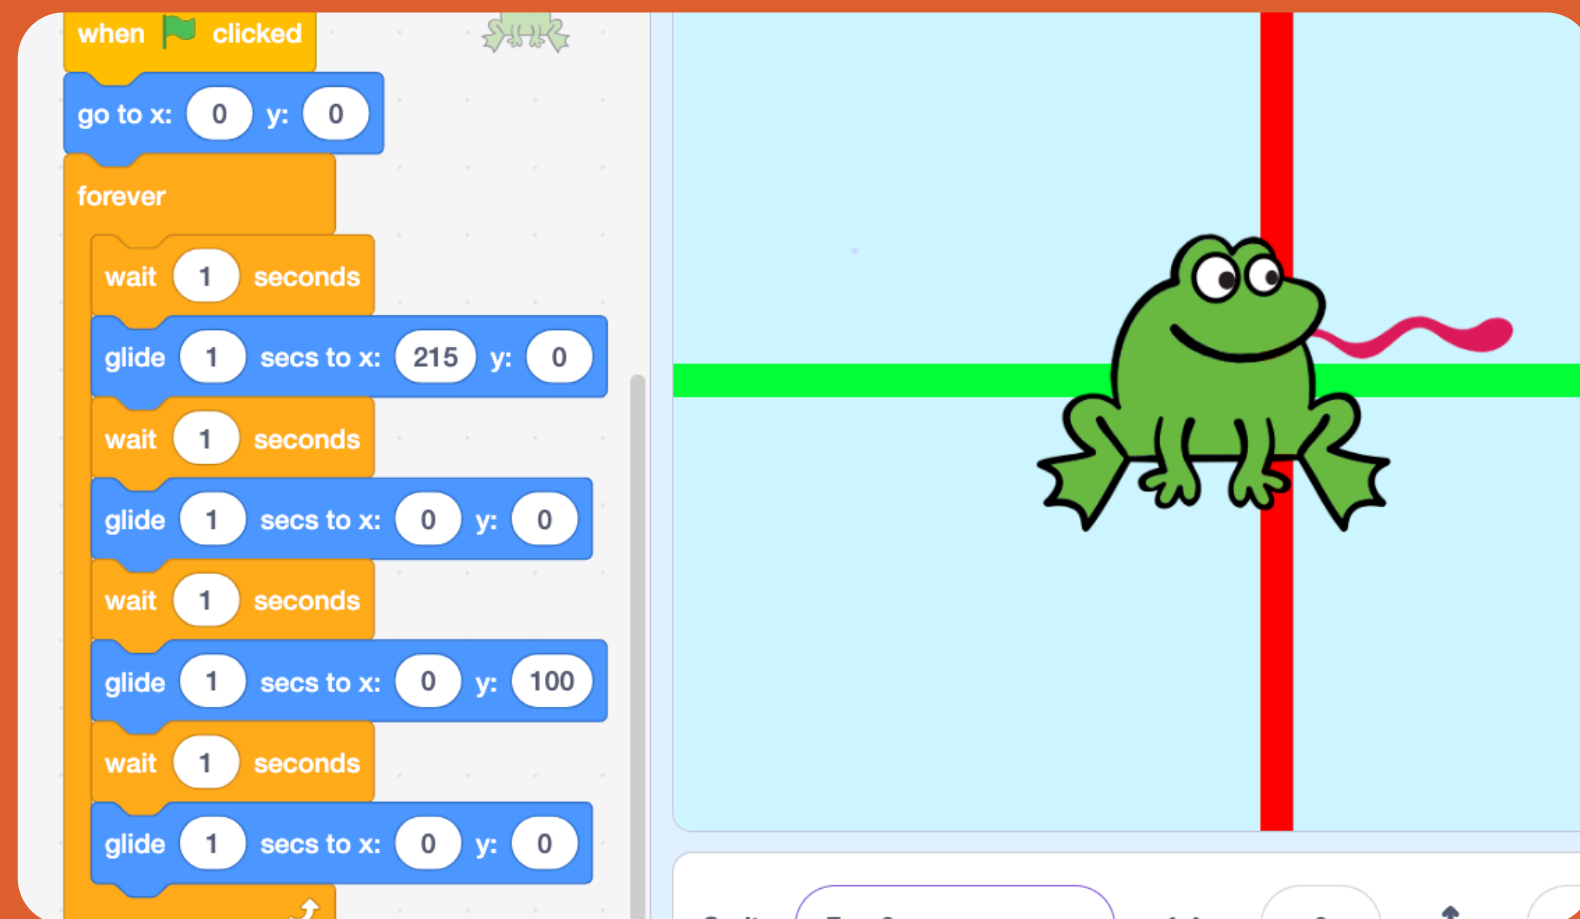 when clicked
go to x: 0 y: 0
forever
wait 1 seconds
glide 1 secs to x: 215 y: 0
wait 1 seconds
glide 1 secs to x: 0 y: 0
wait 1 seconds
glide 1 secs to x: 0 y: 100
wait 1 seconds
glide 1 secs to x: 0 y: 0